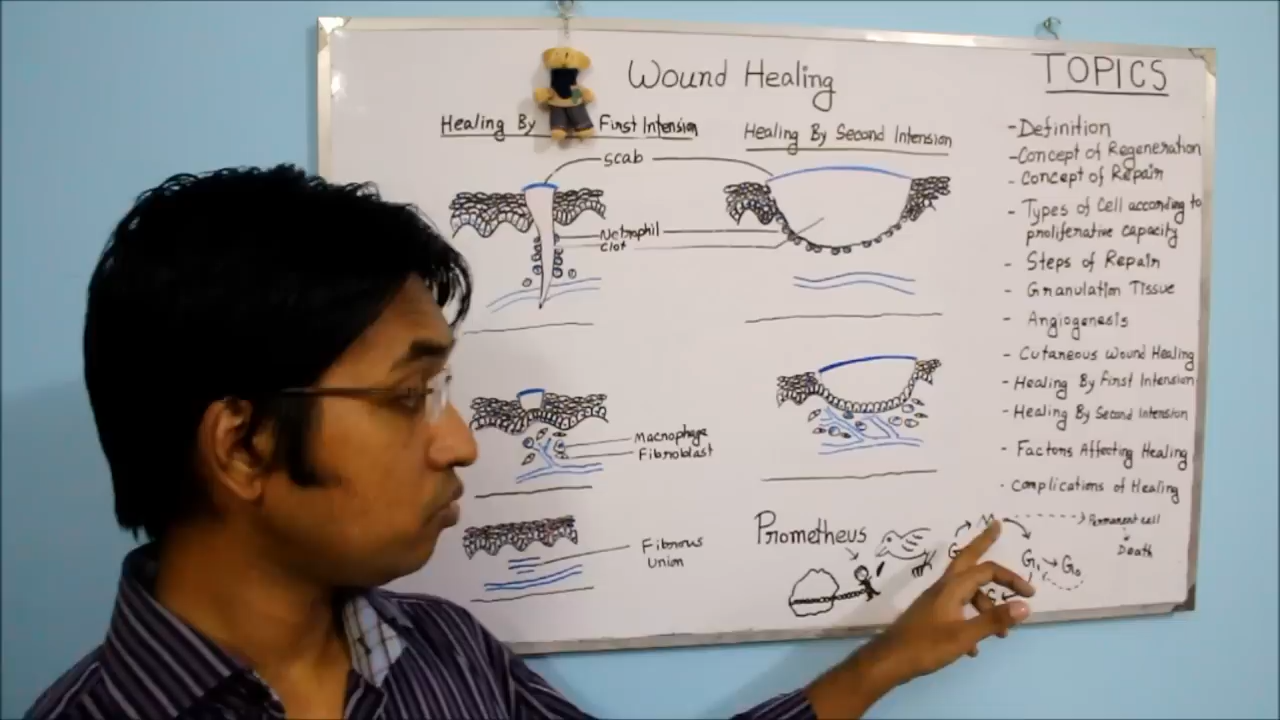 Wound Healing
Healing By First Intension
Healing By Second Intension
scab
Netrophil
clot
Macrophage
Fibroblast
Fibrous
Union
Prometheus
TOPICS
- Definition
- Concept of Regeneration
- Concept of Repair
- Types of Cell according to
proliferative capacity
- Steps of Repair
- Granulation Tissue
- Angiogenesis
- Cutaneous Wound Healing
- Healing By First Intension
- Healing By Second Intension
- Factors Affecting Healing
- Complications of Healing
Permanent cell
Death
G₁ → G₀